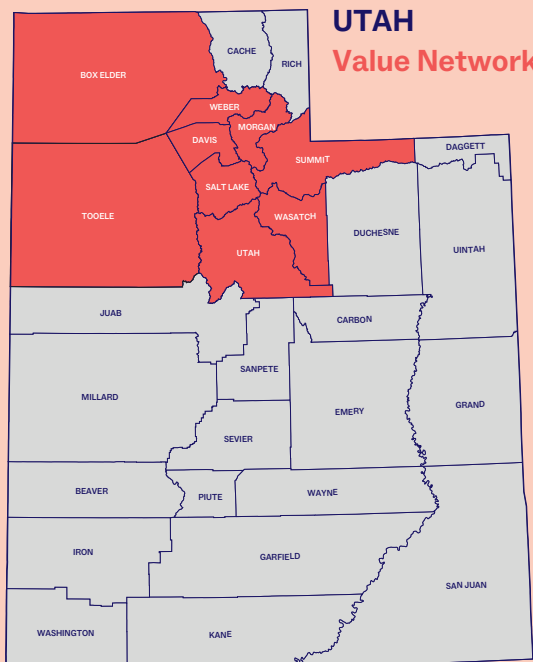 UTAH
Value Network
CACHE
RICH
BOX ELDER
WEBER
MORGAN
DAVIS
DAGGETT
SUMMIT
SALT LAKE
TOOELE
WASATCH
DUCHESNE
UINTAH
UTAH
JUAB
CARBON
SANPETE
MILLARD
EMERY
GRAND
SEVIER
BEAVER
PIUTE
WAYNE
IRON
GARFIELD
SAN JUAN
WASHINGTON
KANE